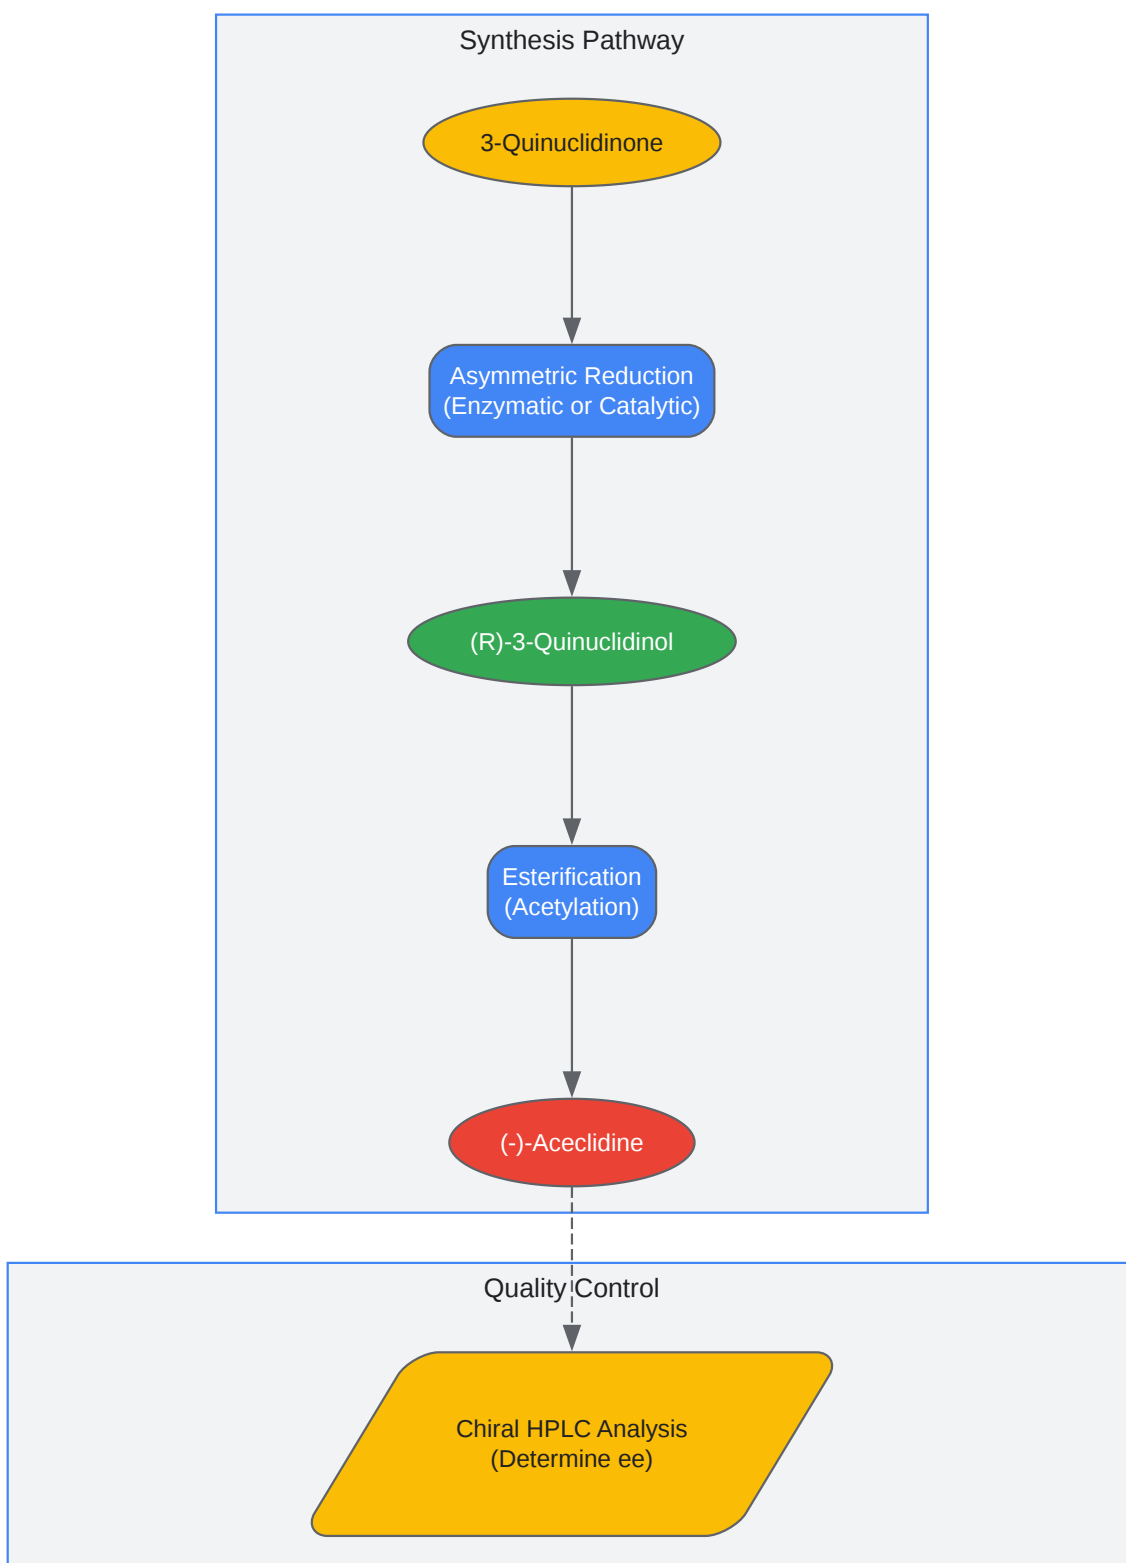 Synthesis Pathway
3-Quinuclidinone
Asymmetric Reduction
(Enzymatic or Catalytic)
(R)-3-Quinuclidinol
Esterification
(Acetylation)
(-)-Aceclidine
Quality Control
Chiral HPLC Analysis
(Determine ee)